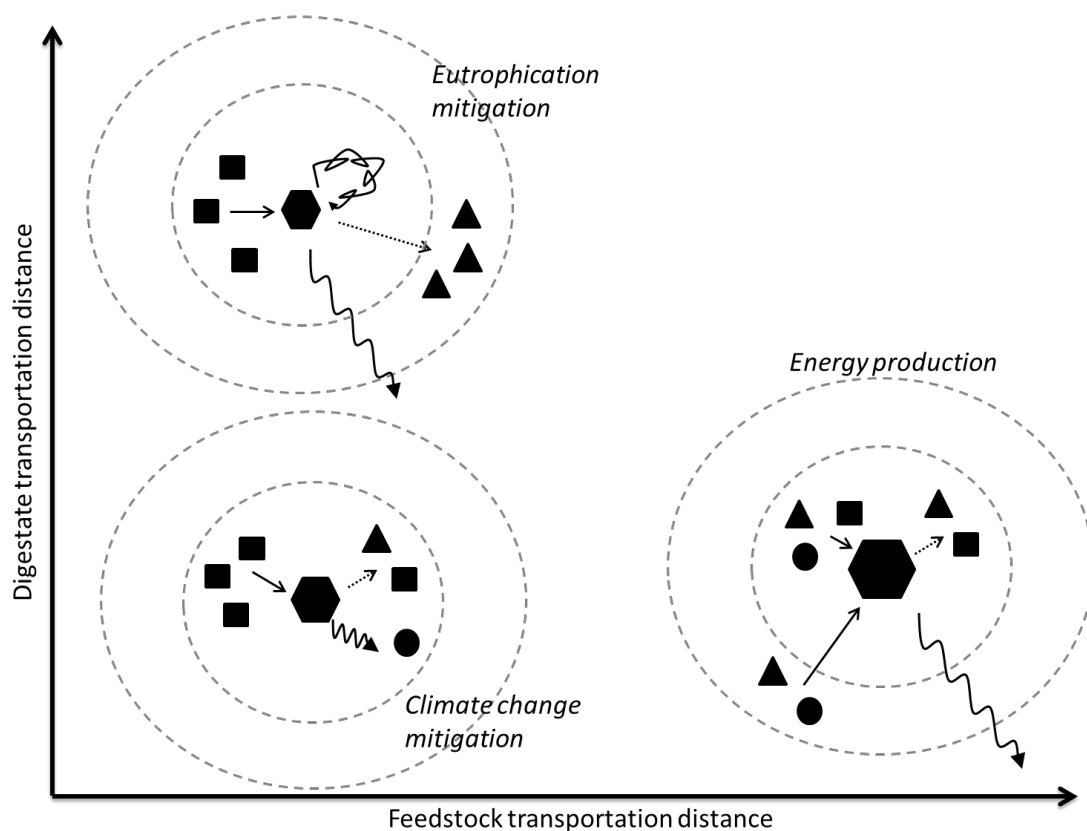 Eutrophication
mitigation
Energy production
Climate change
mitigation
Digestate transportation distance
Feedstock transportation distance